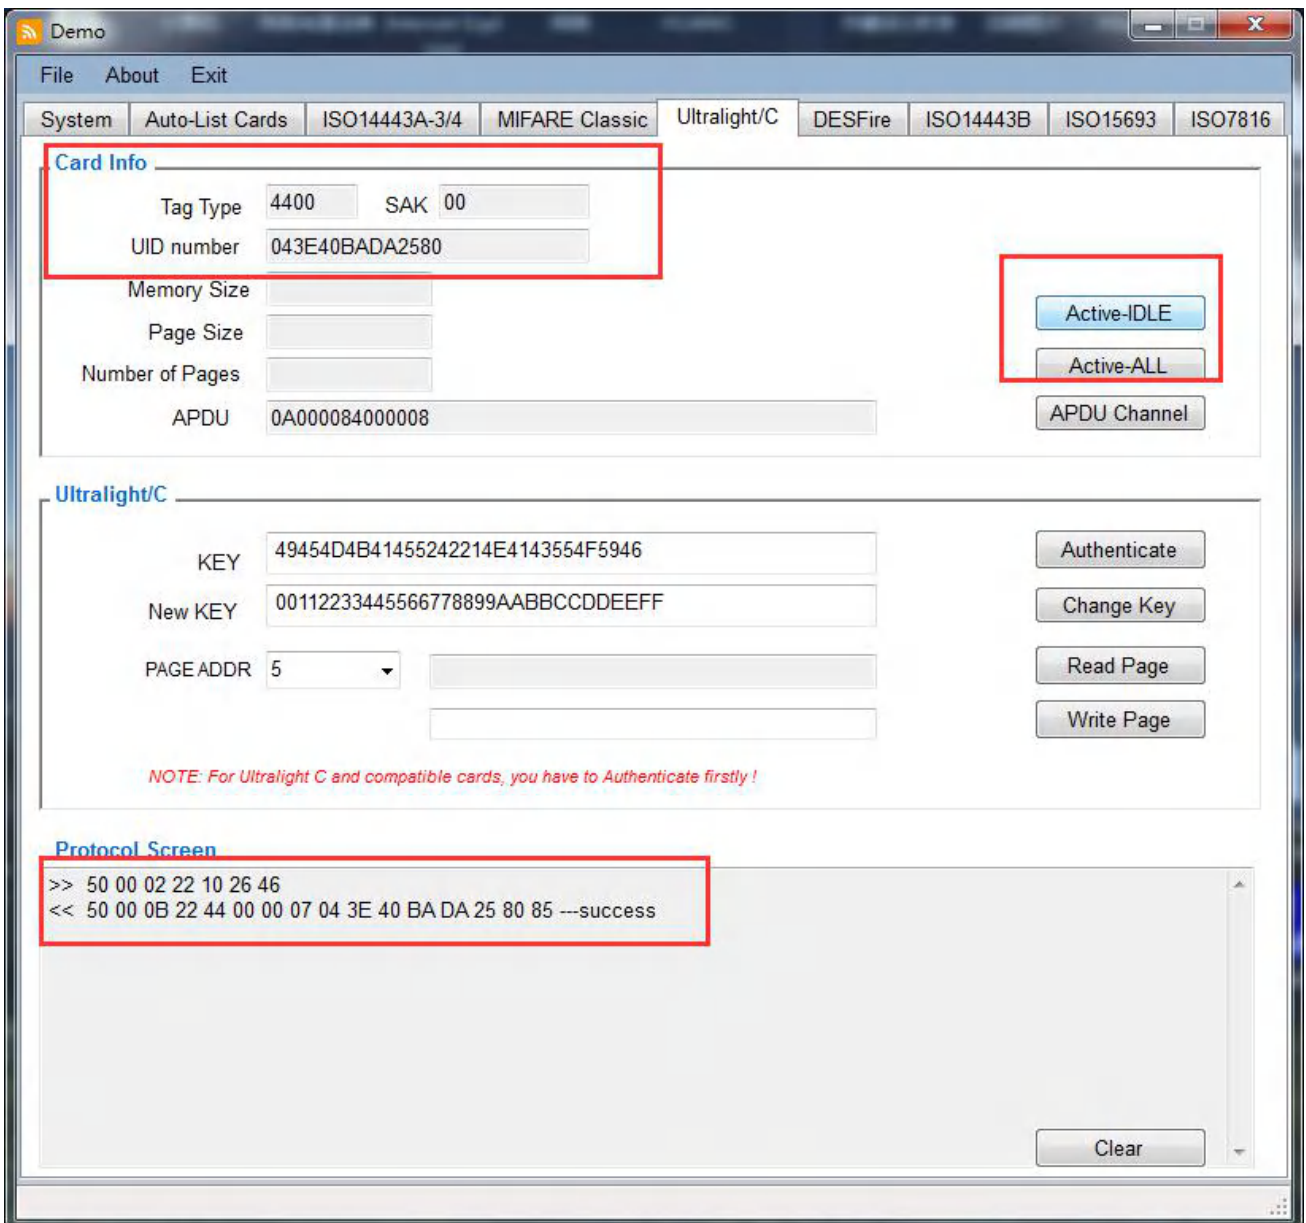 Demo
File About Exit
System Auto-List Cards ISO14443A-3/4 MIFARE Classic Ultralight/C DESFire ISO14443B ISO15693 ISO7816
Card Info
Tag Type 4400 SAK 00
UID number 043E40BADA2580
Memory Size
Active-IDLE
Page Size
Active-ALL
Number of Pages
APDU 0A000084000008 APDU Channel
Ultralight/C
KEY 49454D4B41455242214E4143554F5946 Authenticate
New KEY 00112233445566778899AABBCCDDEEFF Change Key
PAGE ADDR 5 Read Page
Write Page
NOTE: For Ultralight C and compatible cards, you have to Authenticate firstly !
Protocol Screen
>> 50 00 02 22 10 26 46
<< 50 00 0B 22 44 00 00 07 04 3E 40 BA DA 25 80 85 ---success
Clear